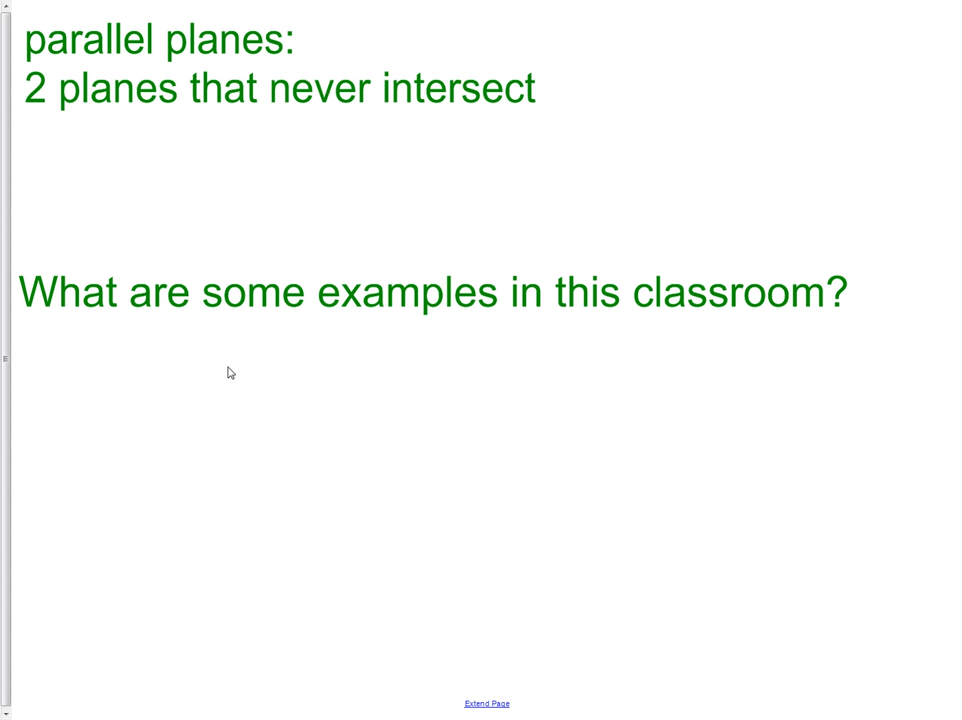 parallel planes:
2 planes that never intersect
What are some examples in this classroom?
Extend Page